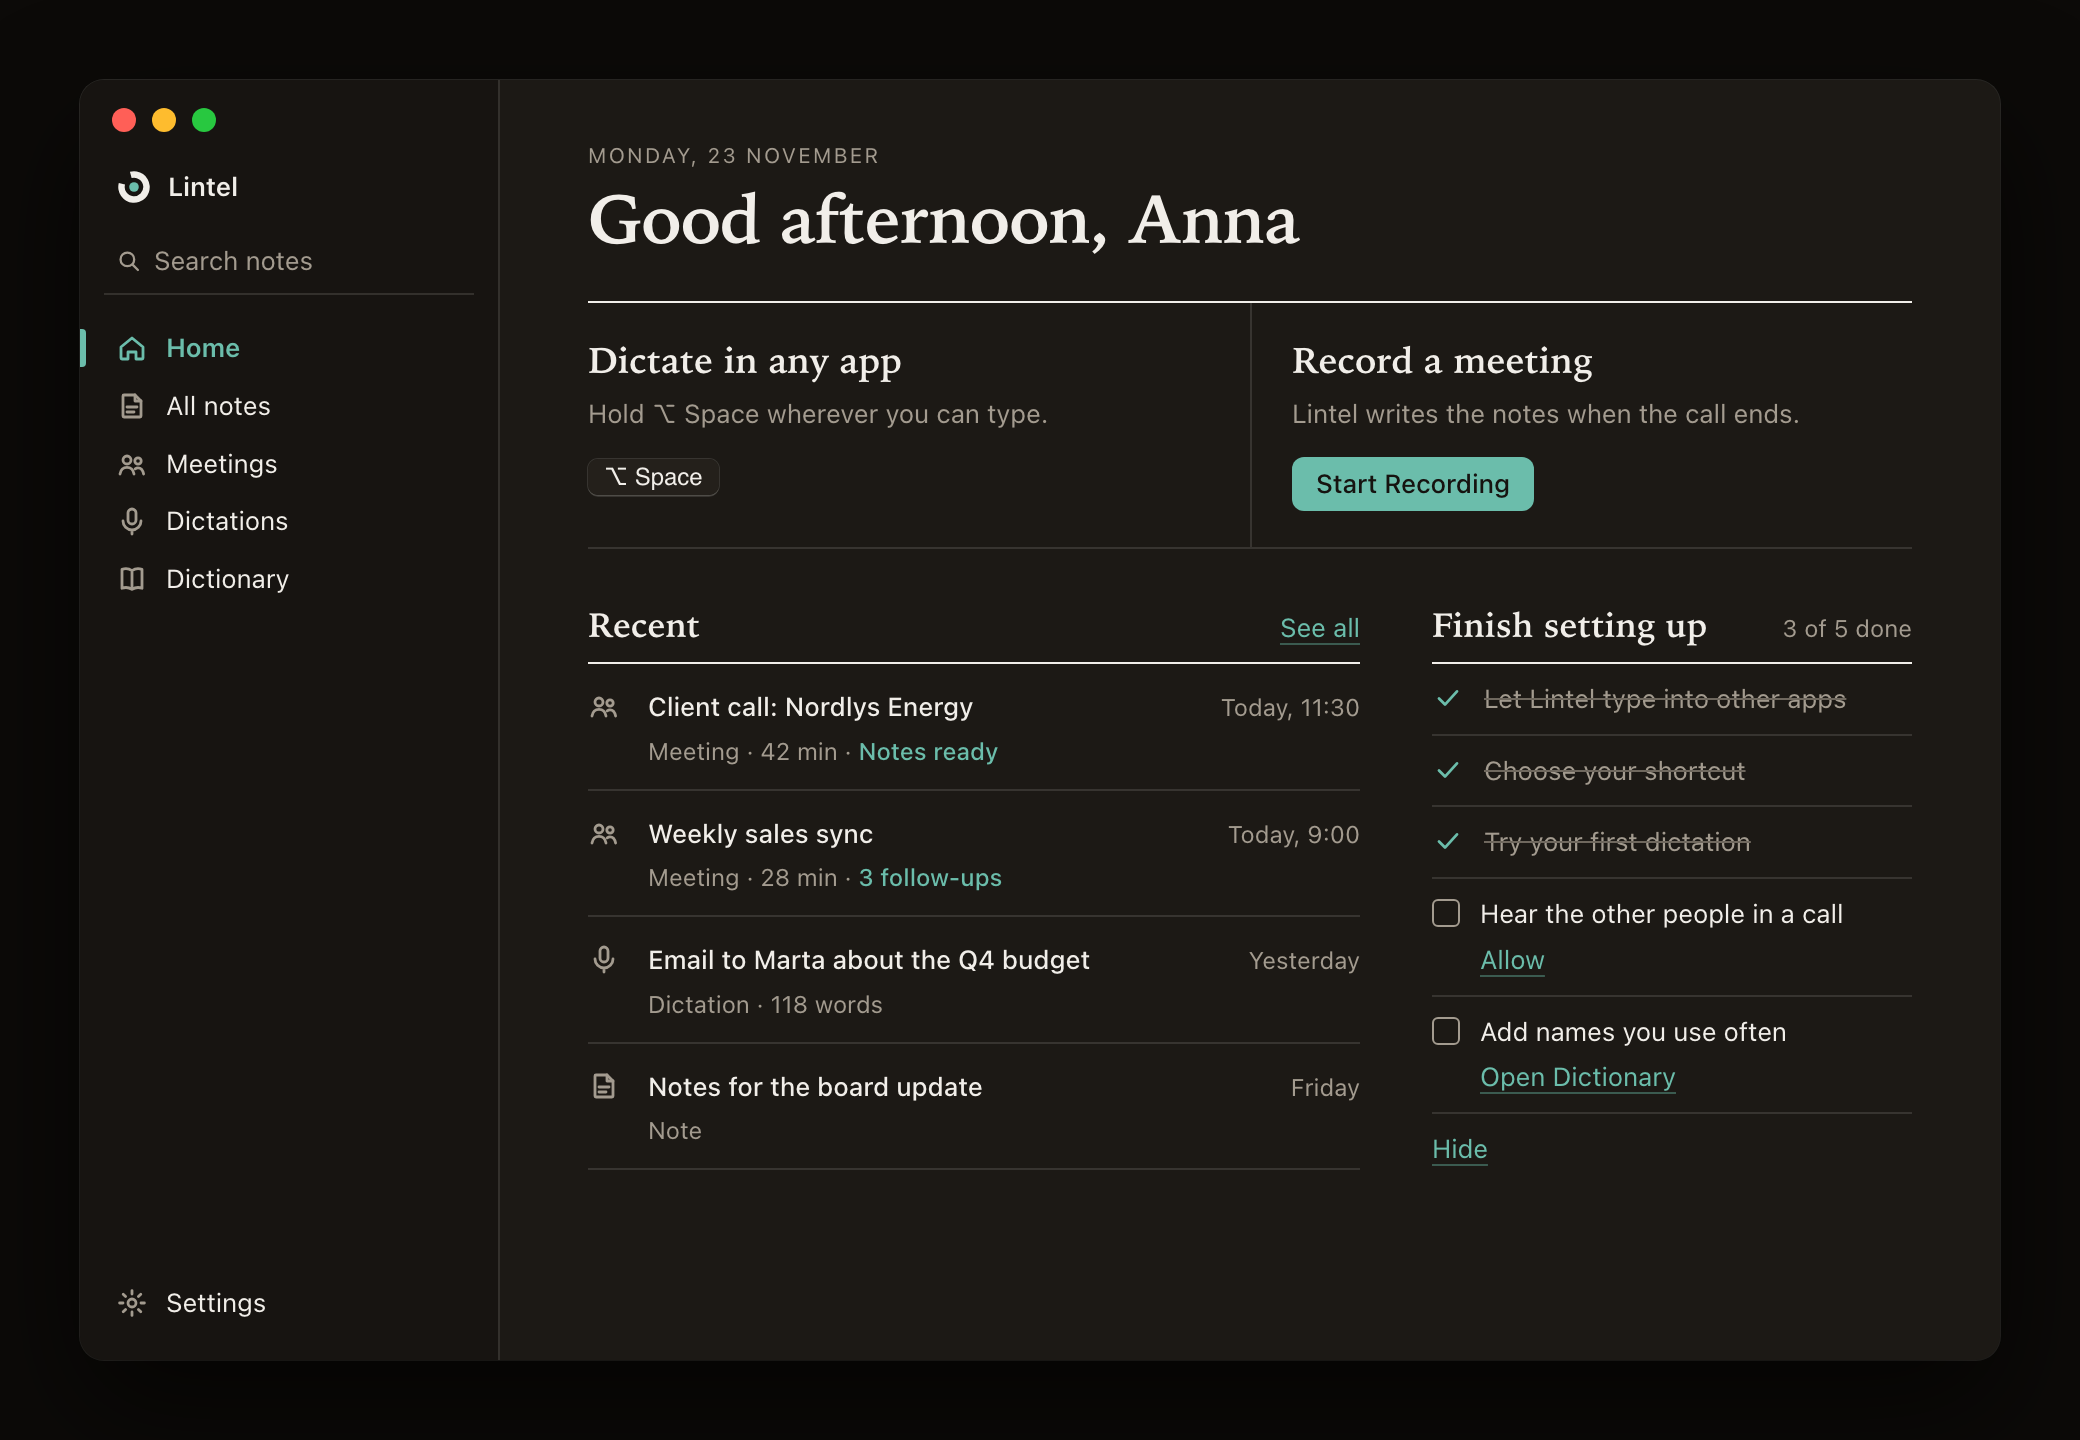 Lintel
Search notes
Home
All notes
Meetings
Dictations
Dictionary
Settings
MONDAY, 23 NOVEMBER
Good afternoon, Anna
Dictate in any app
Hold ⌥ Space wherever you can type.
⌥ Space
Record a meeting
Lintel writes the notes when the call ends.
Start Recording
Recent See all
Client call: Nordlys Energy Today, 11:30
Meeting · 42 min · Notes ready
Weekly sales sync Today, 9:00
Meeting · 28 min · 3 follow-ups
Email to Marta about the Q4 budget Yesterday
Dictation · 118 words
Notes for the board update Friday
Note
Finish setting up 3 of 5 done
Let Lintel type into other apps
Choose your shortcut
Try your first dictation
Hear the other people in a call
Allow
Add names you use often
Open Dictionary
Hide